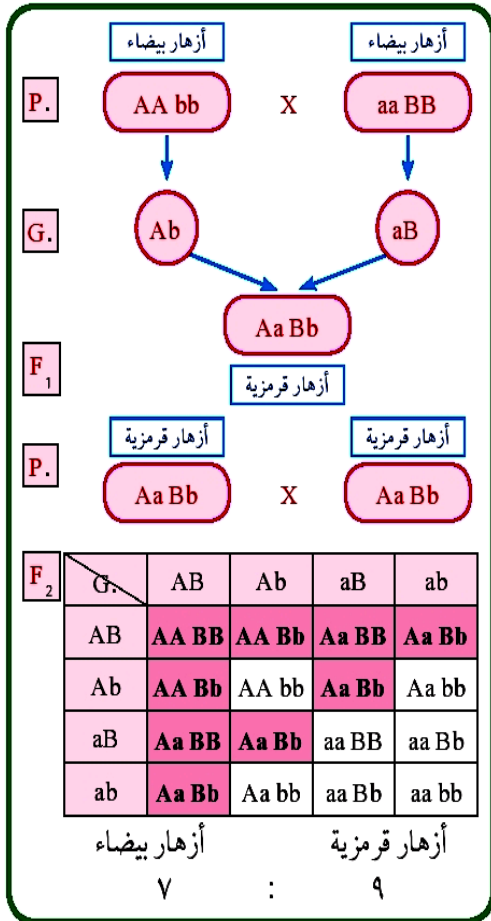 أزهار بيضاء أزهار بيضاء
P. AA bb X aa BB
G. Ab aB
Aa Bb
F1
أزهار قرمزية
أزهار قرمزية أزهار قرمزية
P. Aa Bb X Aa Bb
F2 G. AB Ab aB ab
AB AA BB AA Bb Aa BB Aa Bb
Ab AA Bb AA bb Aa Bb Aa bb
aB Aa BB Aa Bb aa BB aa Bb
ab Aa Bb Aa bb aa Bb aa bb
أزهار قرمزية أزهار بيضاء
٩ : ٧